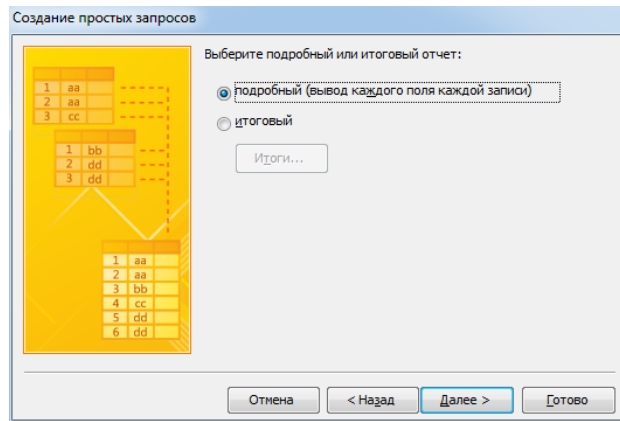 Создание простых запросов
Выберите подробный или итоговый отчет:
подробный (вывод каждого поля каждой записи)
итоговый
Итоги...
1 aa
2 aa
3 cc
1 bb
2 dd
3 dd
1 aa
2 aa
3 bb
4 cc
5 dd
6 dd
Отмена
< Назад
Далее >
Готово